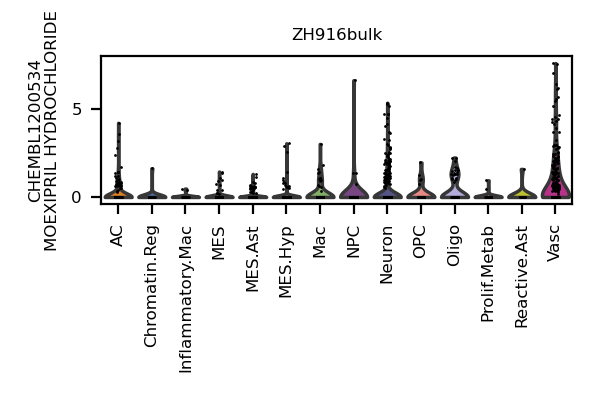 ZH916bulk
CHEMBL1200534
MOEXIPRIL HYDROCHLORIDE
5
0
AC
Chromatin.Reg
Inflammatory.Mac
MES
MES.Ast
MES.Hyp
Mac
NPC
Neuron
OPC
Oligo
Prolif.Metab
Reactive.Ast
Vasc